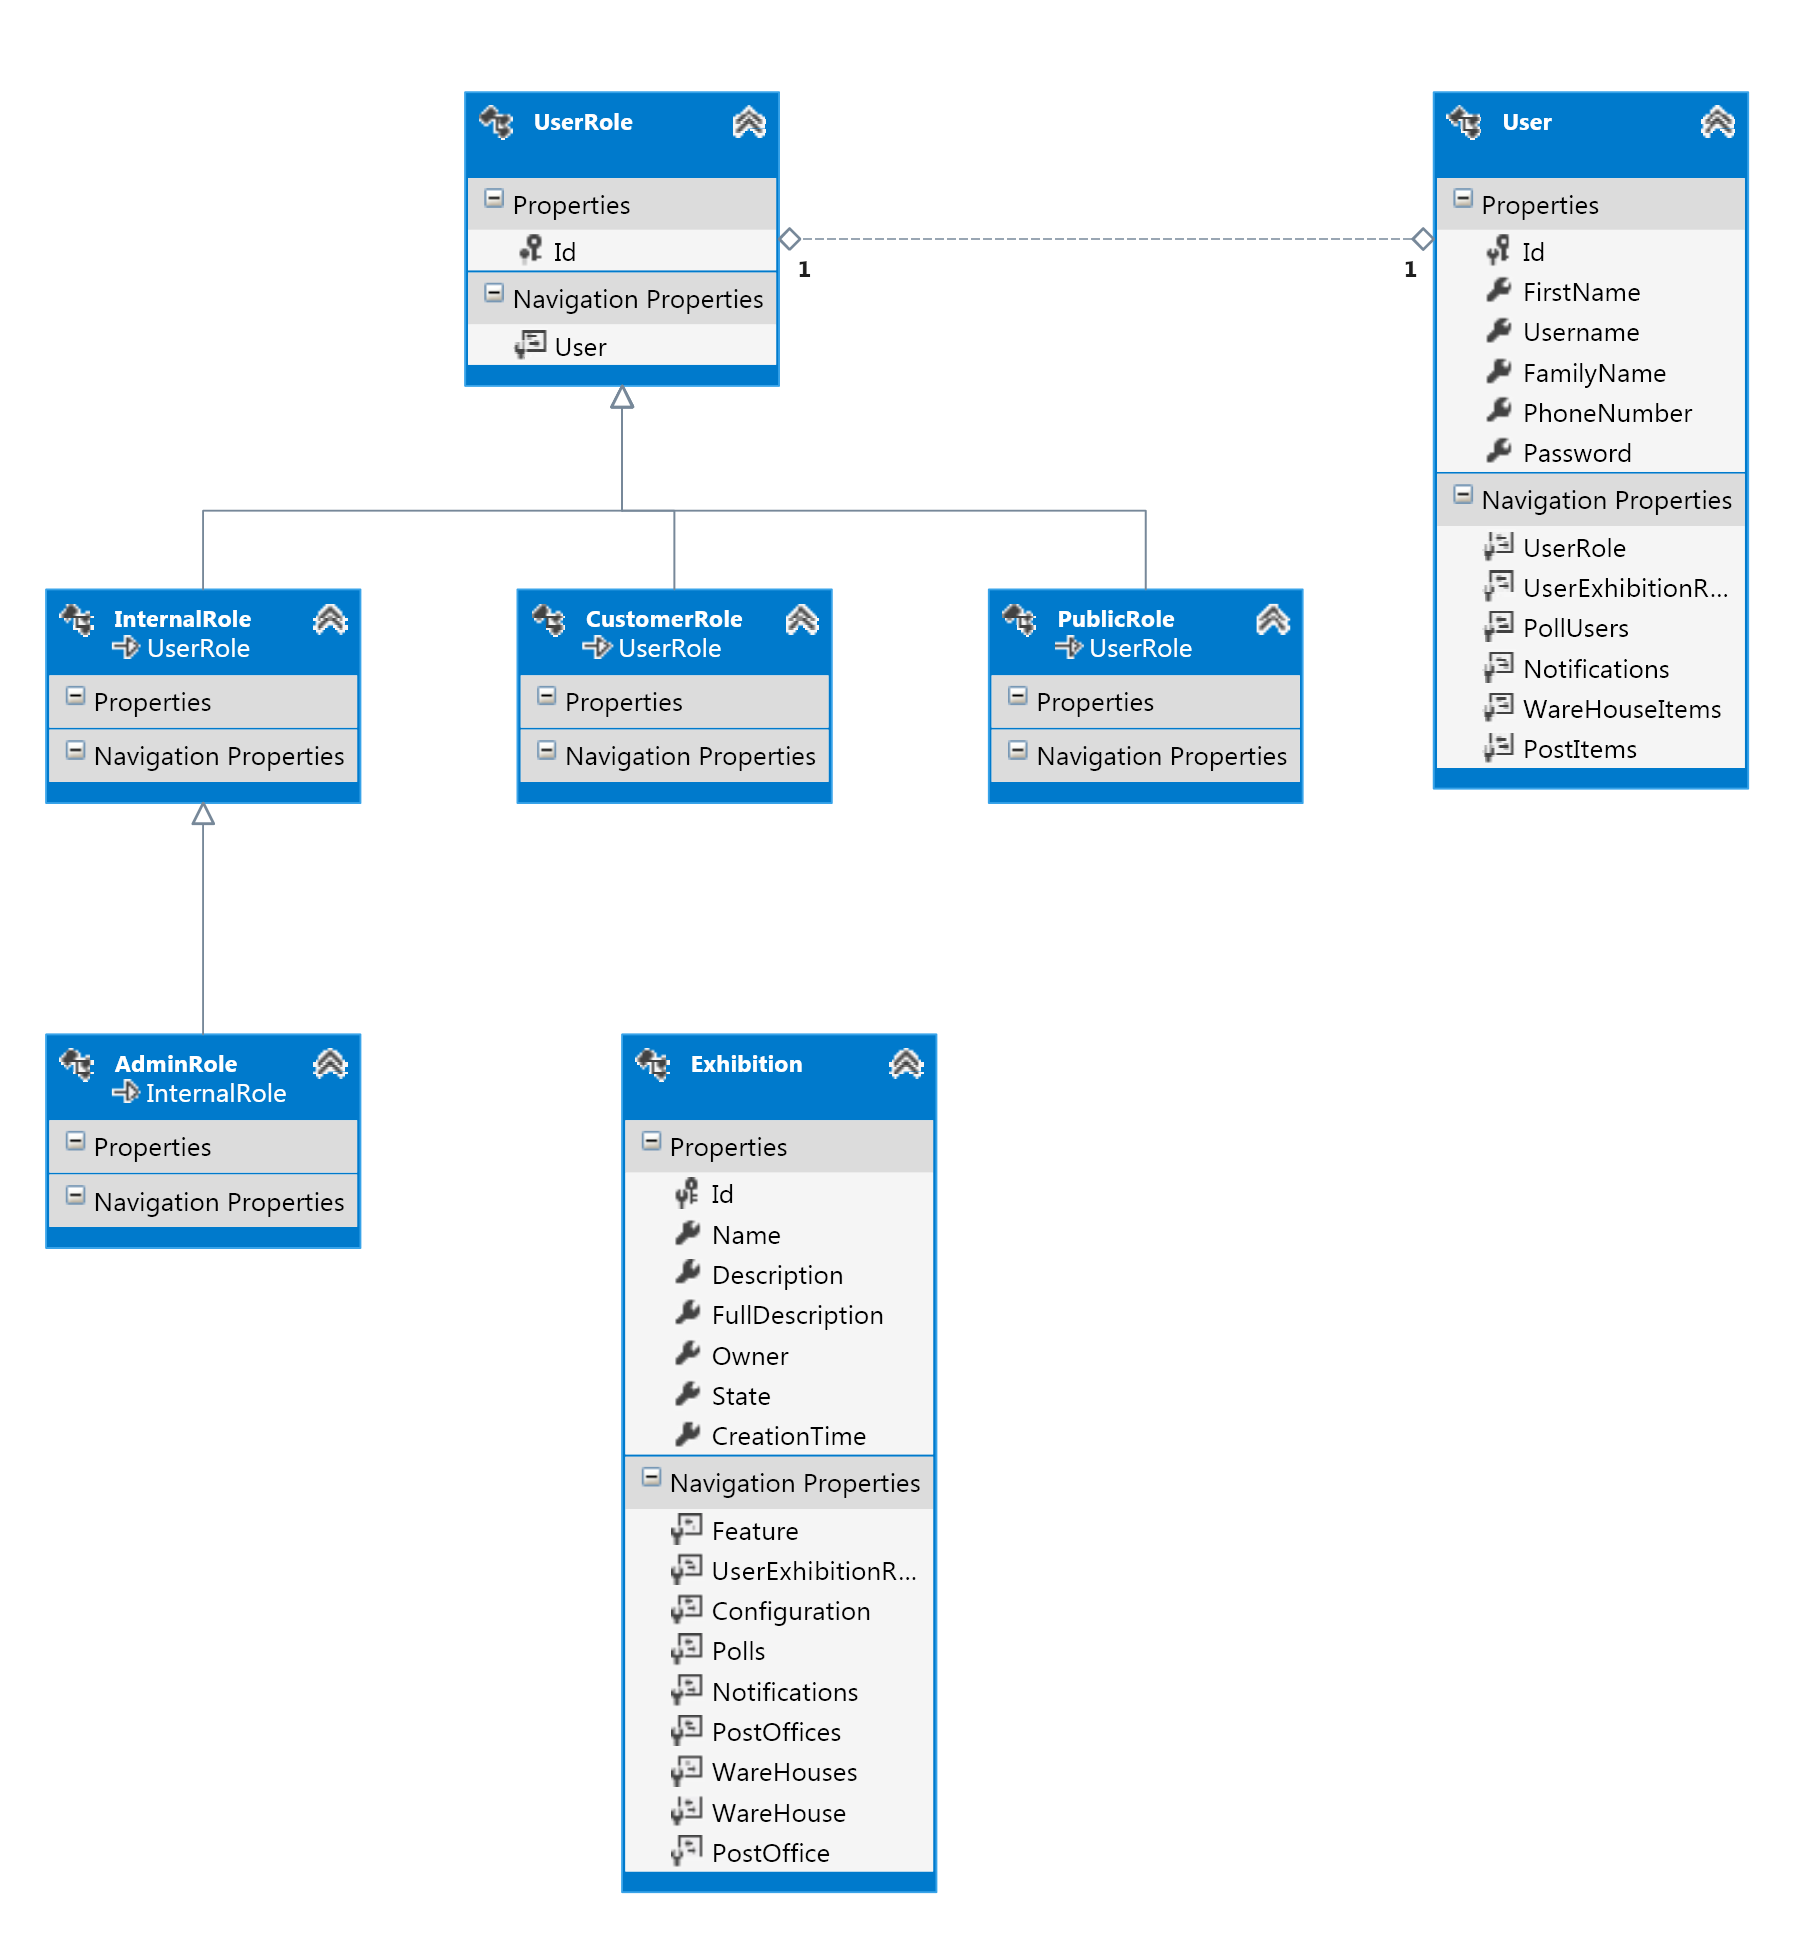 UserRole
Properties
Id
Navigation Properties
User
1
1
User
Properties
Id
FirstName
Username
FamilyName
PhoneNumber
Password
Navigation Properties
UserRole
UserExhibitionR...
PollUsers
Notifications
WareHouseItems
PostItems
InternalRole
UserRole
Properties
Navigation Properties
CustomerRole
UserRole
Properties
Navigation Properties
PublicRole
UserRole
Properties
Navigation Properties
AdminRole
InternalRole
Properties
Navigation Properties
Exhibition
Properties
Id
Name
Description
FullDescription
Owner
State
CreationTime
Navigation Properties
Feature
UserExhibitionR...
Configuration
Polls
Notifications
PostOffices
WareHouses
WareHouse
PostOffice